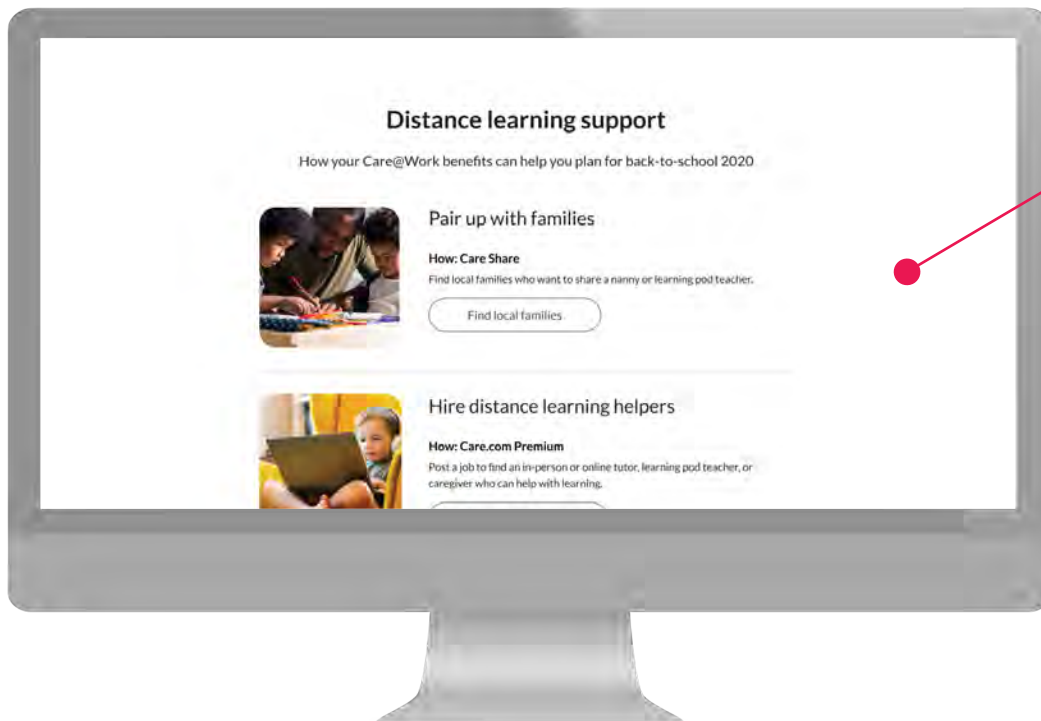 Distance learning support
How your Care@Work benefits can help you plan for back-to-school 2020
Pair up with families
How: Care Share
Find local families who want to share a nanny or learning pod teacher.
Find local families
Hire distance learning helpers
How: Care.com Premium
Post a job to find an in-person or online tutor, learning pod teacher, or
caregiver who can help with learning.